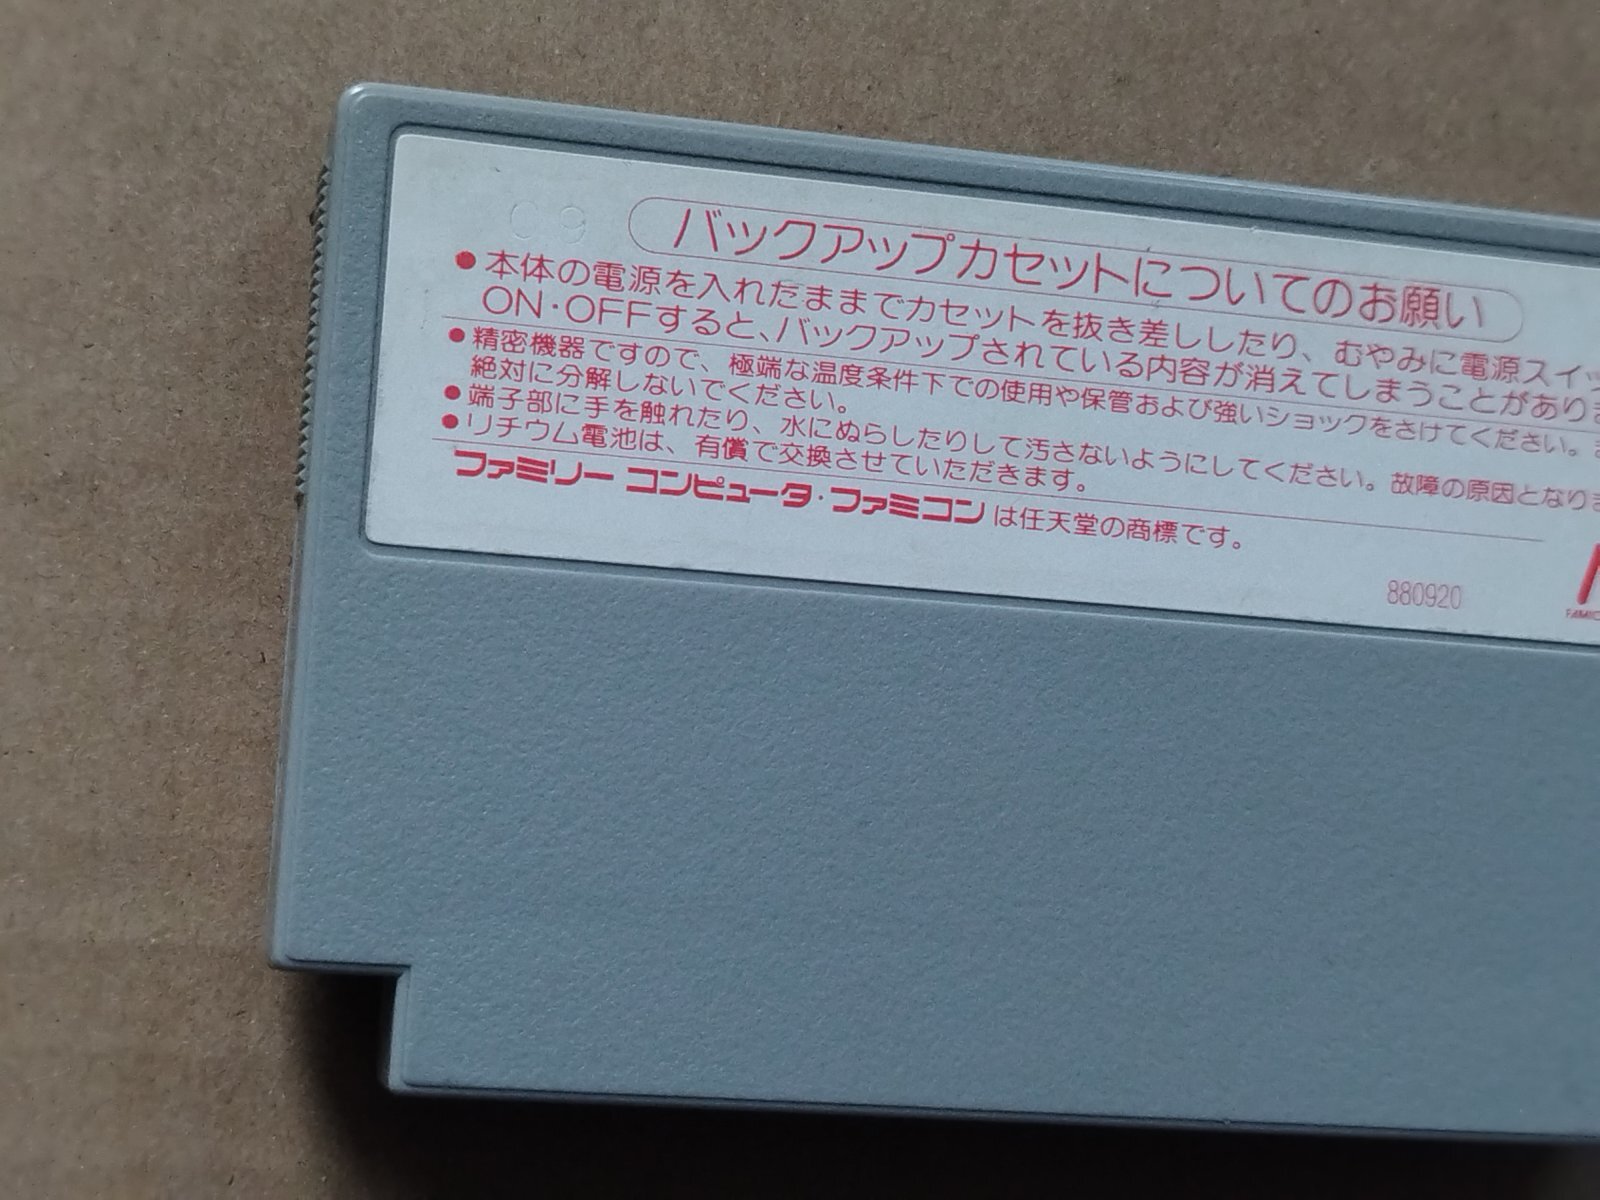 09
バックアップカセットについてのお願い
●本体の電源を入れたままでカセットを抜き差ししたり、むやみに電源スイッ
ON・OFFすると、バックアップされている内容が消えてしまうことがあり
●精密機器ですので、極端な温度条件下での使用や保管および強いショックをさけてください。
絶対に分解しないでください。
●端子部に手を触れたり、水にぬらしたりして汚さないようにしてください。故障の原因となり
●リチウム電池は、有償で交換させていただきます。
ファミリー コンピュータ・ファミコンは任天堂の商標です。
880920